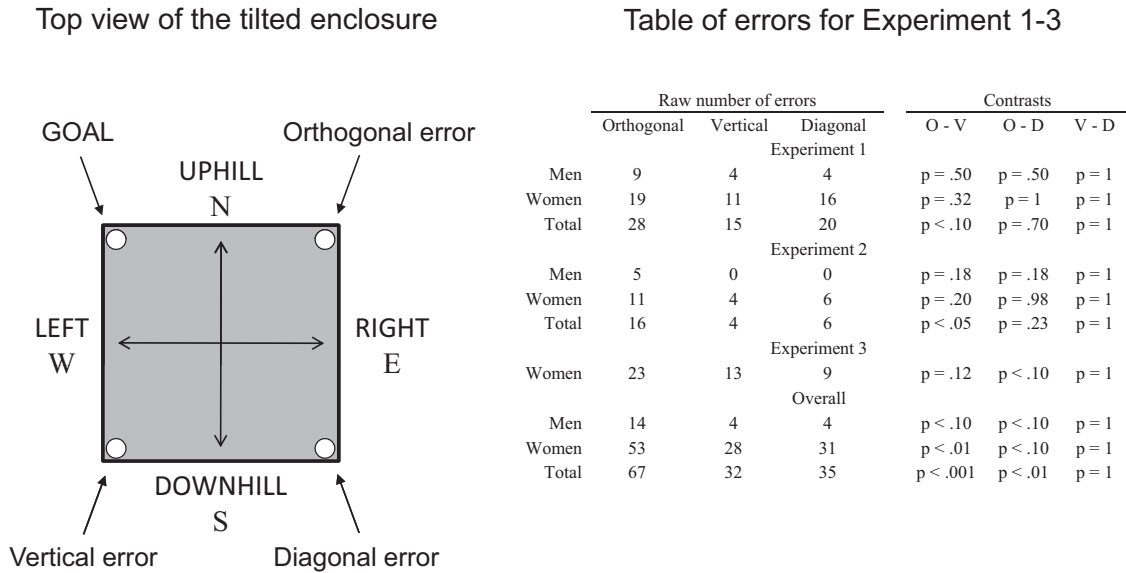 Top view of the tilted enclosure
GOAL
Orthogonal error
UPHILL
N
LEFT
W
RIGHT
E
DOWNHILL
S
Vertical error
Diagonal error
Table of errors for Experiment 1-3
Raw number of errors Contrasts
Orthogonal Vertical Diagonal O - V O - D V - D
Experiment 1
Men 9 4 4 p = .50 p = .50 p = 1
Women 19 11 16 p = .32 p = 1 p = 1
Total 28 15 20 p < .10 p = .70 p = 1
Experiment 2
Men 5 0 0 p = .18 p = .18 p = 1
Women 11 4 6 p = .20 p = .98 p = 1
Total 16 4 6 p < .05 p = .23 p = 1
Experiment 3
Women 23 13 9 p = .12 p < .10 p = 1
Overall
Men 14 4 4 p < .10 p < .10 p = 1
Women 53 28 31 p < .01 p < .10 p = 1
Total 67 32 35 p < .001 p < .01 p = 1